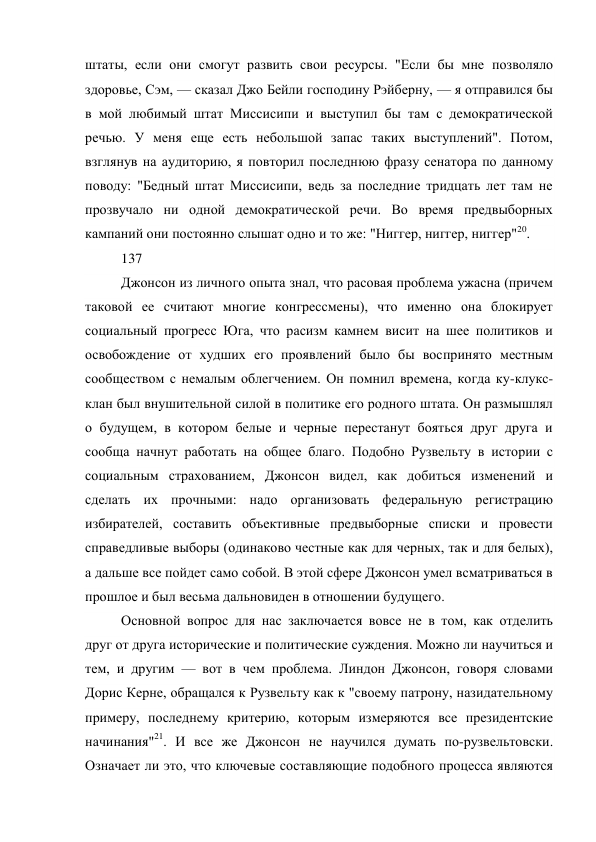 штаты, если они смогут развить свои ресурсы. "Если бы мне позволяло
здоровье, Сэм, — сказал Джо Бейли господину Рэйберну, — я отправился бы
в мой любимый штат Миссисипи и выступил бы там с демократической
речью. У меня еще есть небольшой запас таких выступлений". Потом,
взглянув на аудиторию, я повторил последнюю фразу сенатора по данному
поводу: "Бедный штат Миссисипи, ведь за последние тридцать лет там не
прозвучало ни одной демократической речи. Во время предвыборных
кампаний они постоянно слышат одно и то же: "Ниггер, ниггер, ниггер"20.
137
Джонсон из личного опыта знал, что расовая проблема ужасна (причем
таковой ее считают многие конгрессмены), что именно она блокирует
социальный прогресс Юга, что расизм камнем висит на шее политиков и
освобождение от худших его проявлений было бы воспринято местным
сообществом с немалым облегчением. Он помнил времена, когда ку-клукс-
клан был внушительной силой в политике его родного штата. Он размышлял
о будущем, в котором белые и черные перестанут бояться друг друга и
сообща начнут работать на общее благо. Подобно Рузвельту в истории с
социальным страхованием, Джонсон видел, как добиться изменений и
сделать их прочными: надо организовать федеральную регистрацию
избирателей, составить объективные предвыборные списки и провести
справедливые выборы (одинаково честные как для черных, так и для белых),
а дальше все пойдет само собой. В этой сфере Джонсон умел всматриваться в
прошлое и был весьма дальновиден в отношении будущего.
Основной вопрос для нас заключается вовсе не в том, как отделить
друг от друга исторические и политические суждения. Можно ли научиться и
тем, и другим — вот в чем проблема. Линдон Джонсон, говоря словами
Дорис Керне, обращался к Рузвельту как к "своему патрону, назидательному
примеру, последнему критерию, которым измеряются все президентские
начинания"21. И все же Джонсон не научился думать по-рузвельтовски.
Означает ли это, что ключевые составляющие подобного процесса являются